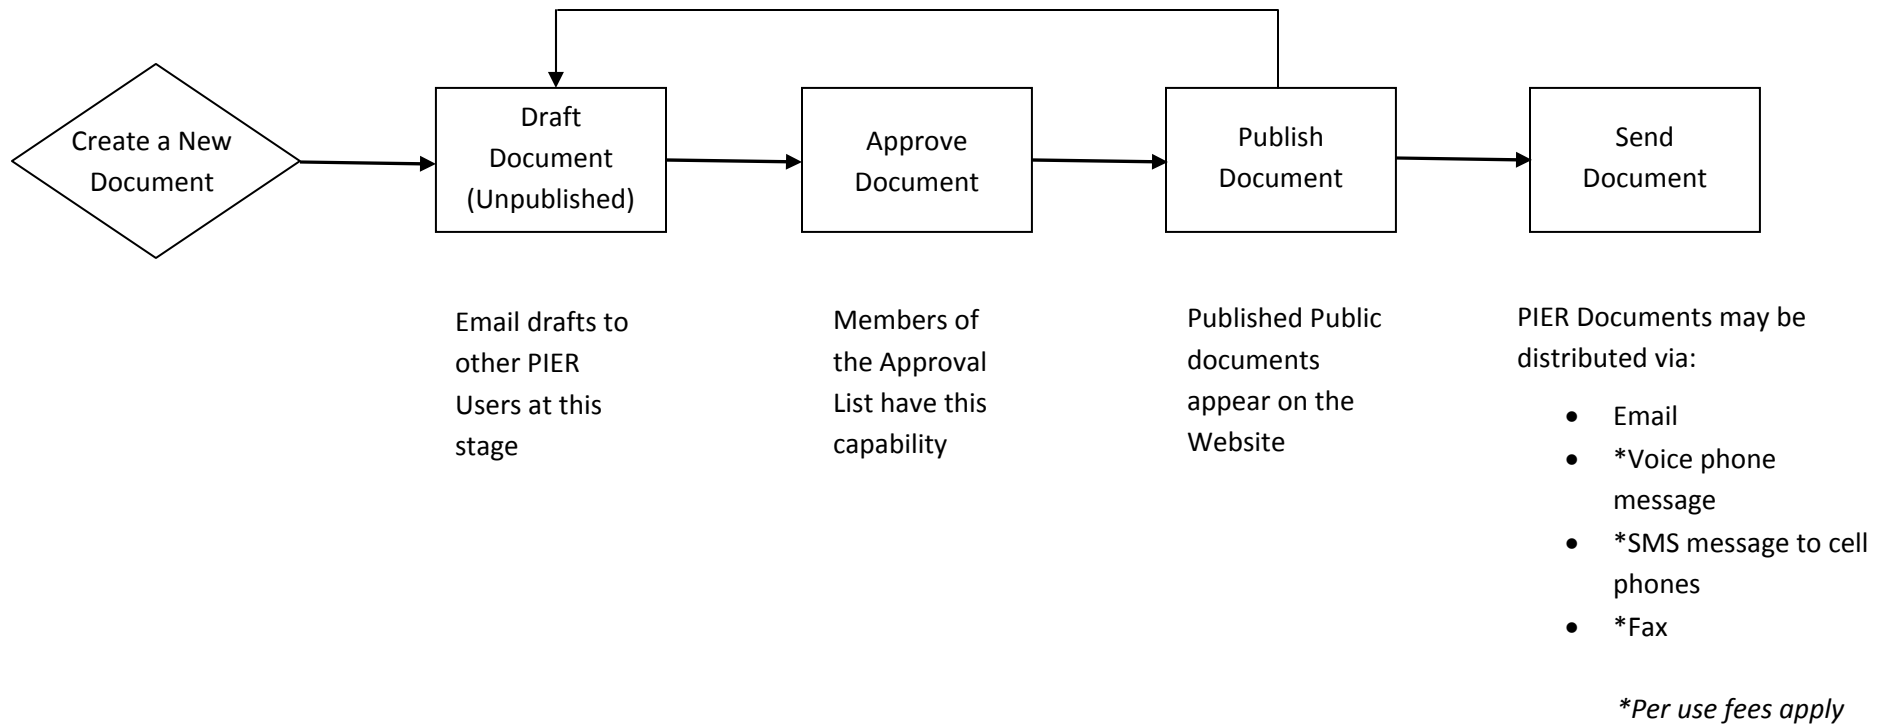 Create a New
Document
Draft
Document
(Unpublished)
Approve
Document
Publish
Document
Send
Document
Email drafts to
other PIER
Users at this
stage
Members of
the Approval
List have this
capability
Published Public
documents
appear on the
Website
PIER Documents may be
distributed via:
• Email
• *Voice phone
message
• *SMS message to cell
phones
• *Fax
*Per use fees apply